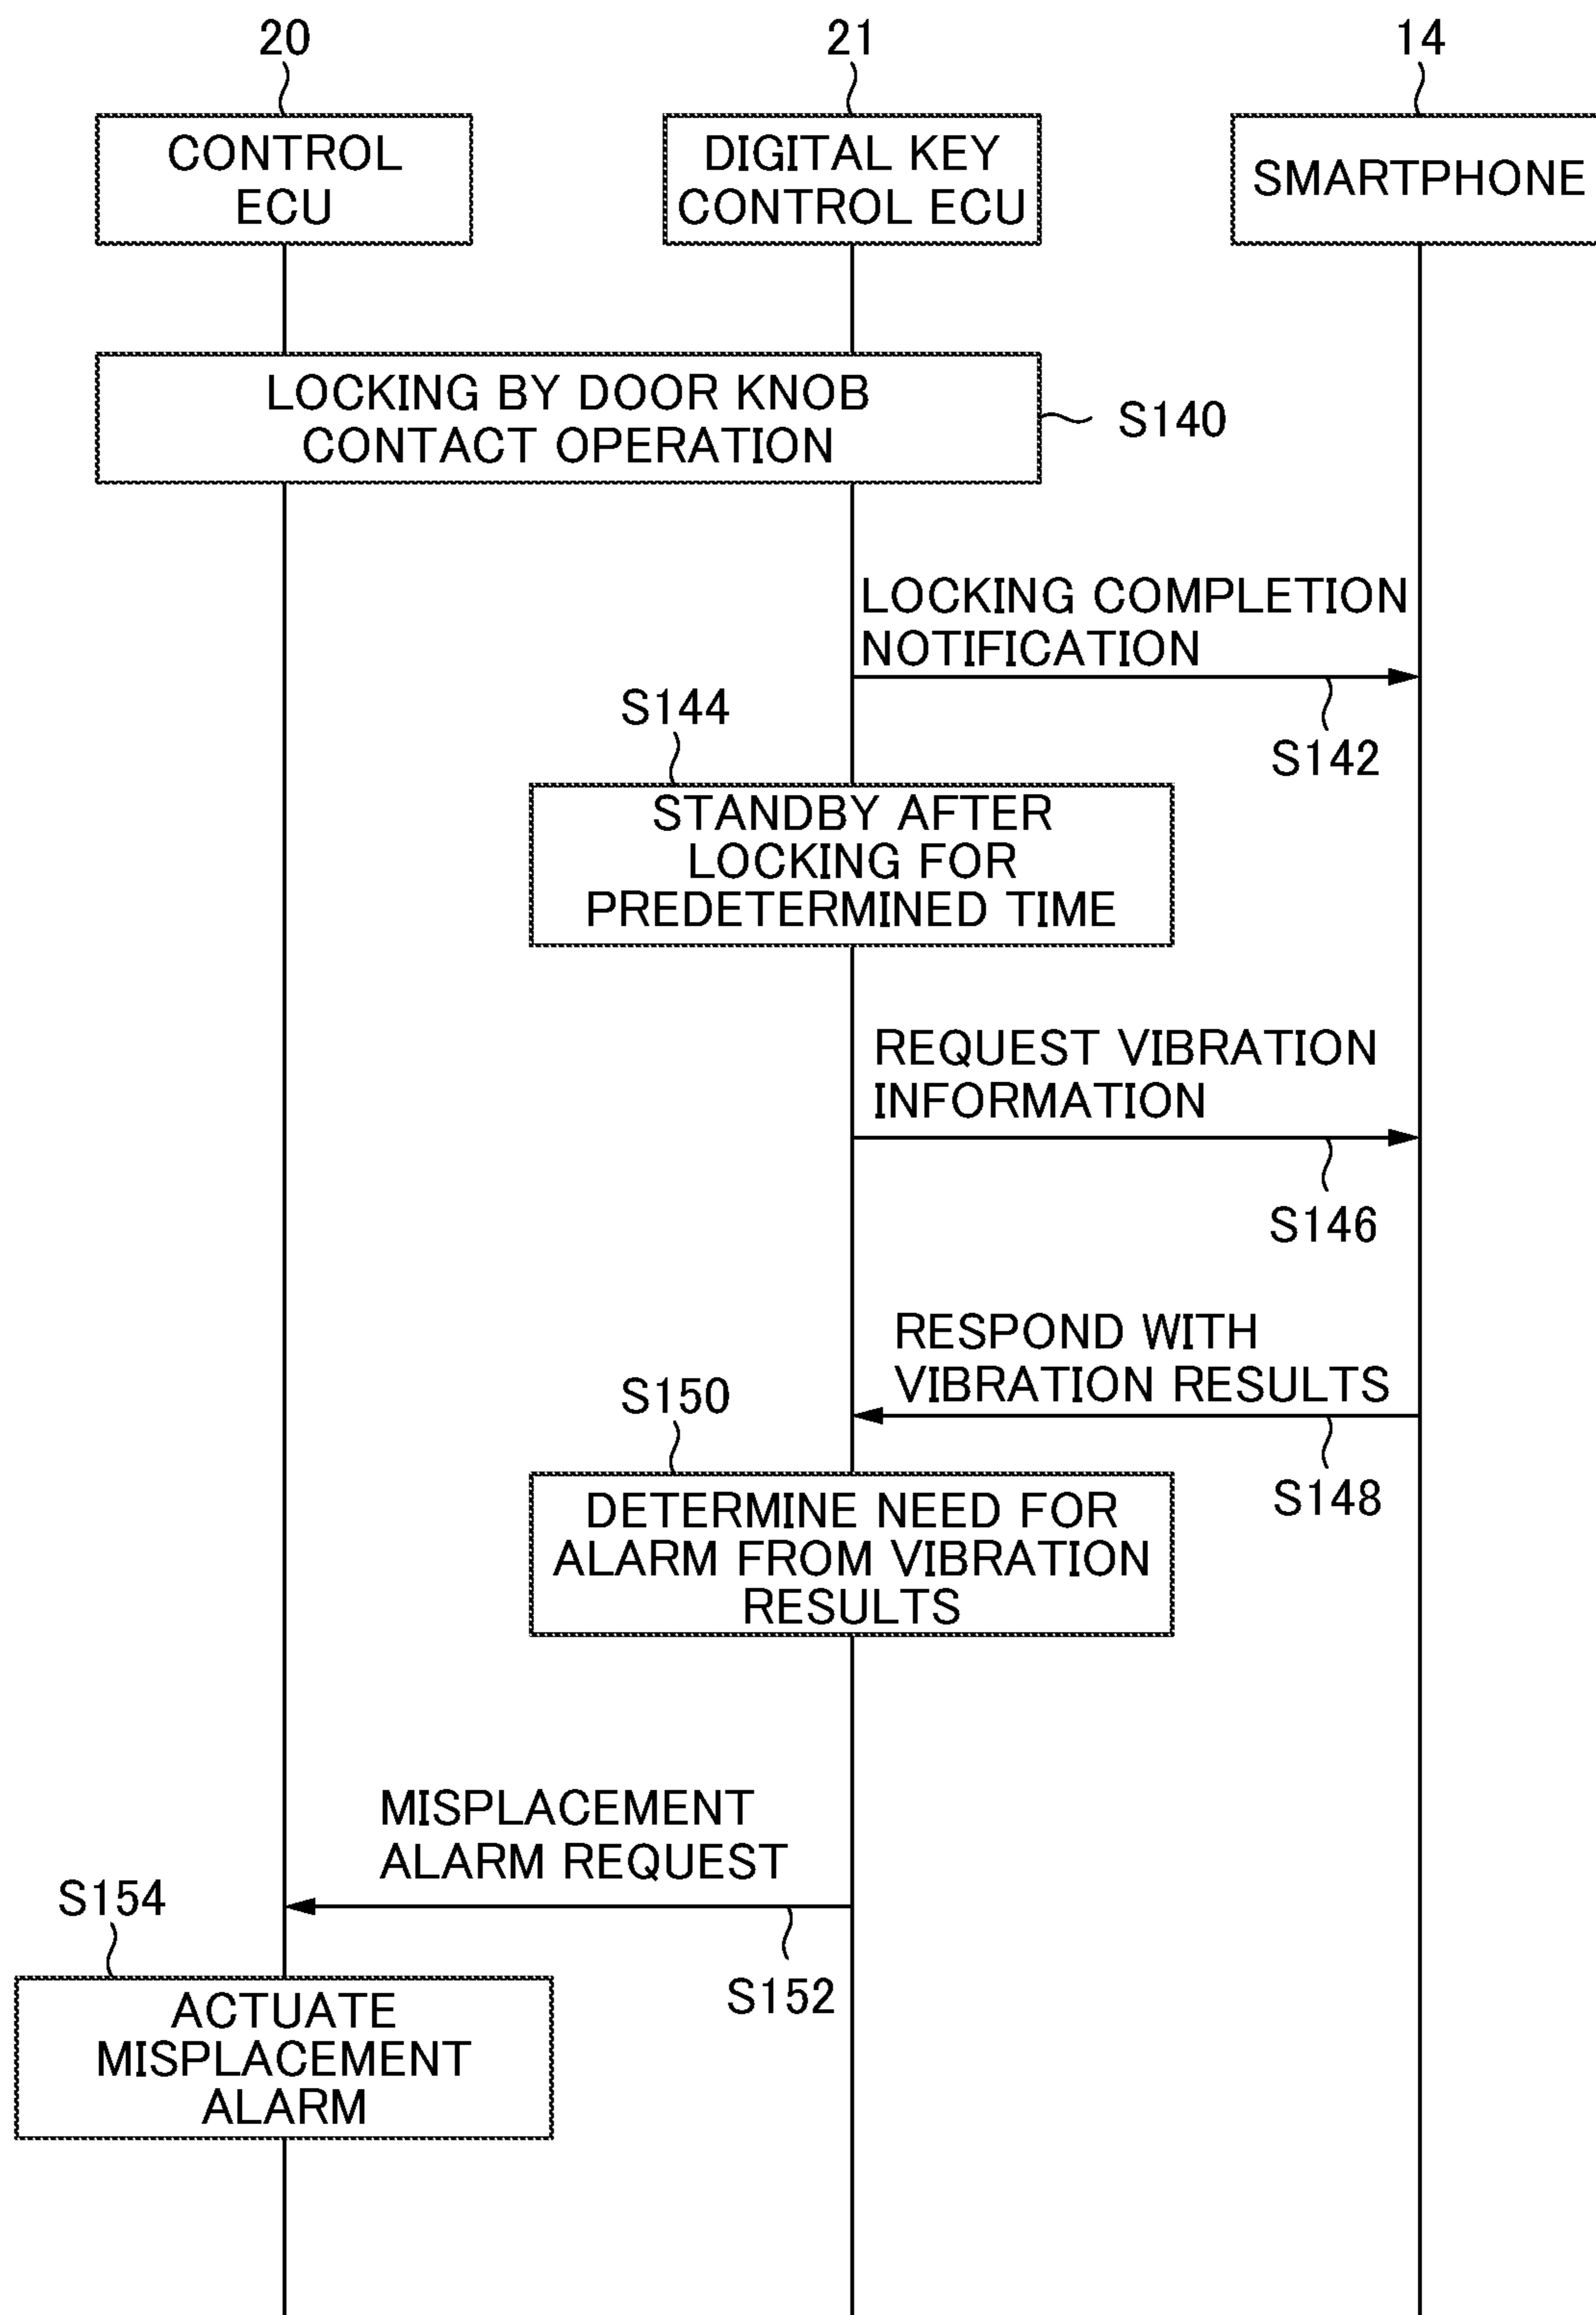 20
21
14
CONTROL
ECU
DIGITAL KEY
CONTROL ECU
SMARTPHONE
LOCKING BY DOOR KNOB
CONTACT OPERATION
S140
LOCKING COMPLETION
NOTIFICATION
S142
S144
STANDBY AFTER
LOCKING FOR
PREDETERMINED TIME
REQUEST VIBRATION
INFORMATION
S146
RESPOND WITH
VIBRATION RESULTS
S148
S150
DETERMINE NEED FOR
ALARM FROM VIBRATION
RESULTS
MISPLACEMENT
ALARM REQUEST
S152
S154
ACTUATE
MISPLACEMENT
ALARM